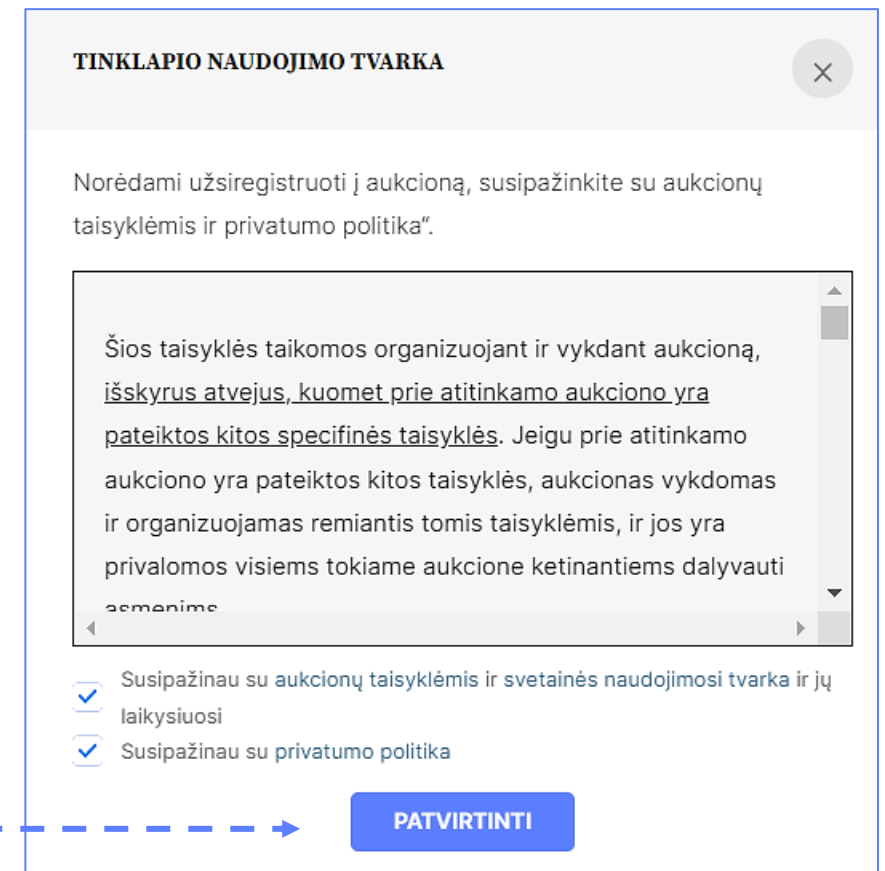 TINKLAPIO NAUDOJIMO TVARKA
Norėdami užsiregistruoti į aukcioną, susipažinkite su aukcionų
taisyklėmis ir privatumo politika“.
Šios taisyklės taikomos organizuojant ir vykdant aukcioną,
išskyrus atvejus, kuomet prie atitinkamo aukciono yra
pateiktos kitos specifinės taisyklės. Jeigu prie atitinkamo
aukciono yra pateiktos kitos taisyklės, aukcionas vykdomas
ir organizuojamas remiantis tomis taisyklėmis, ir jos yra
privalomos visiems tokiame aukcione ketinantiems dalyvauti
asmenims
Susipažinau su aukcionų taisyklėmis ir svetainės naudojimosi tvarka ir jų
laikysiuosi
Susipažinau su privatumo politika
PATVIRTINTI